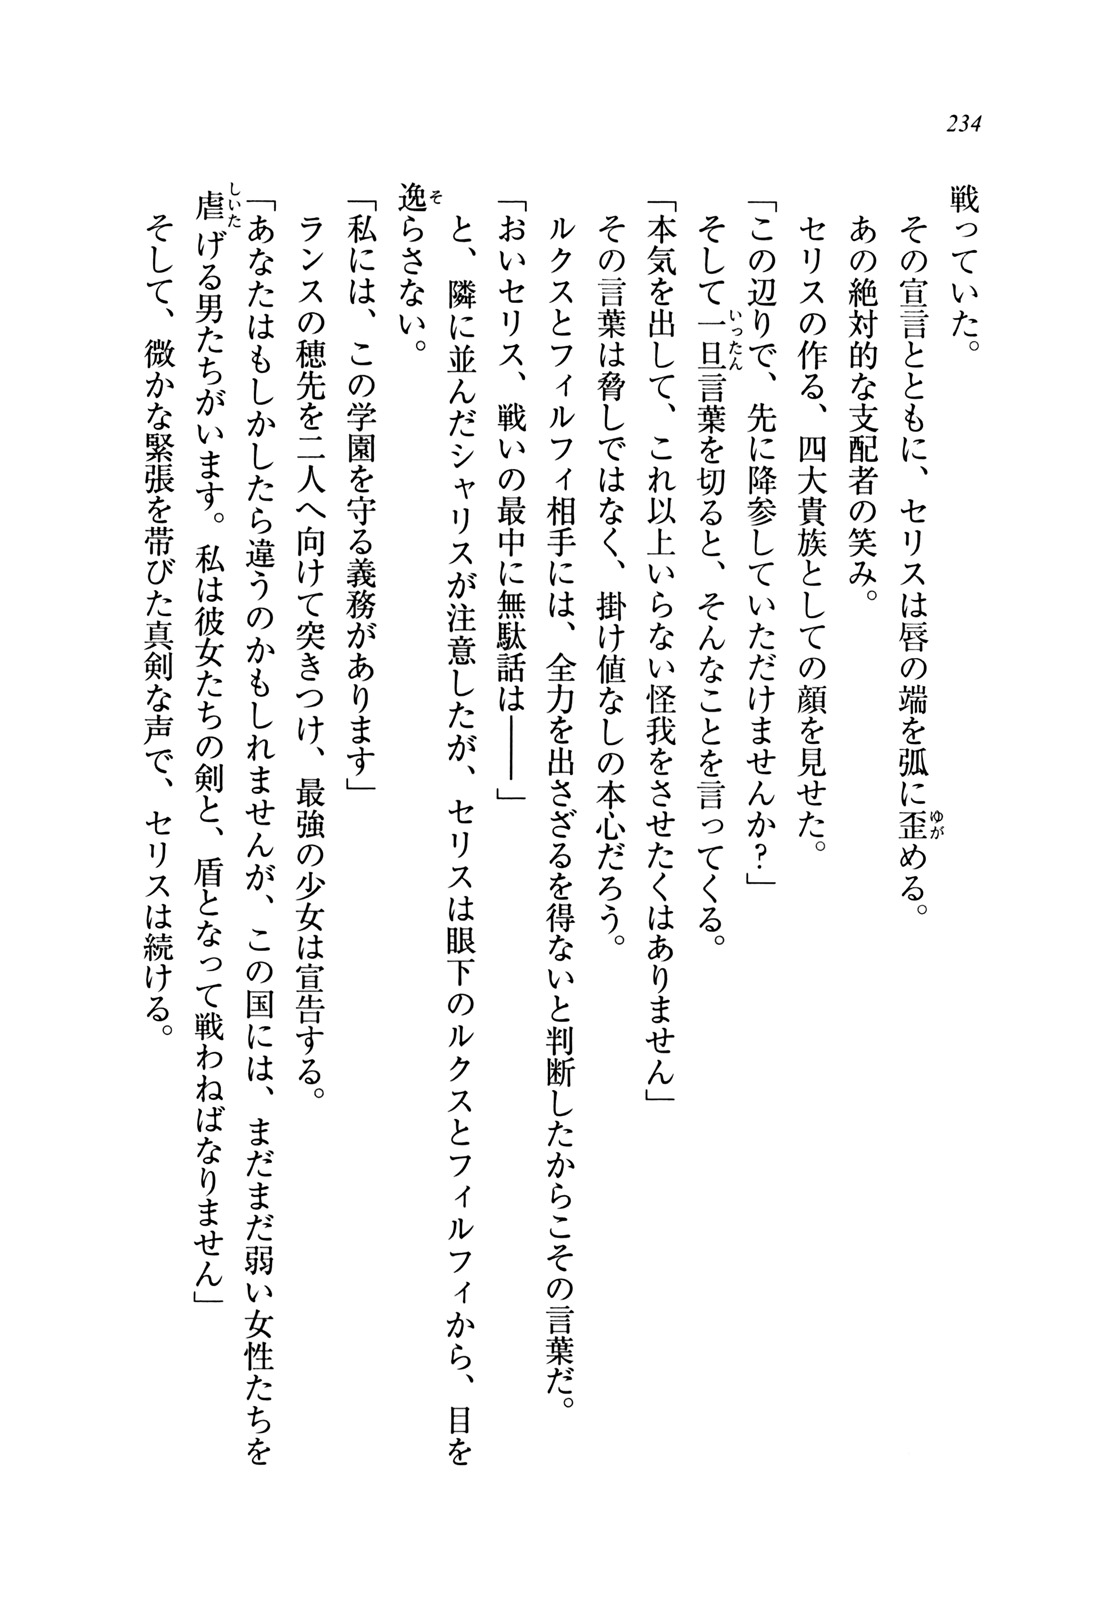 234
戦っていた。
その宣言とともに、セリスは唇の端を弧に歪める。
あの絶対的な支配者の笑み。
セリスの作る、四大貴族としての顔を見せた。
「この辺りで、先に降参していただけませんか？」
そして一旦言葉を切ると、そんなことを言ってくる。
「本気を出して、これ以上いらない怪我をさせたくはありません」
その言葉は脅しではなく、掛け値なしの本心だろう。
ルクスとフィルフィ相手には、全力を出さざるを得ないと判断したからこその言葉だ。
「おいセリス、戦いの最中に無駄話は――」
と、隣に並んだシャリスが注意したが、セリスは眼下のルクスとフィルフィから、目を
逸らさない。
「私には、この学園を守る義務があります」
ランスの穂先を二人へ向けて突きつけ、最強の少女は宣告する。
「あなたはもしかしたら違うのかもしれませんが、この国には、まだまだ弱い女性たちを
虐げる男たちがいます。私は彼女たちの剣と、盾となって戦わねばなりません」
そして、微かな緊張を帯びた真剣な声で、セリスは続ける。